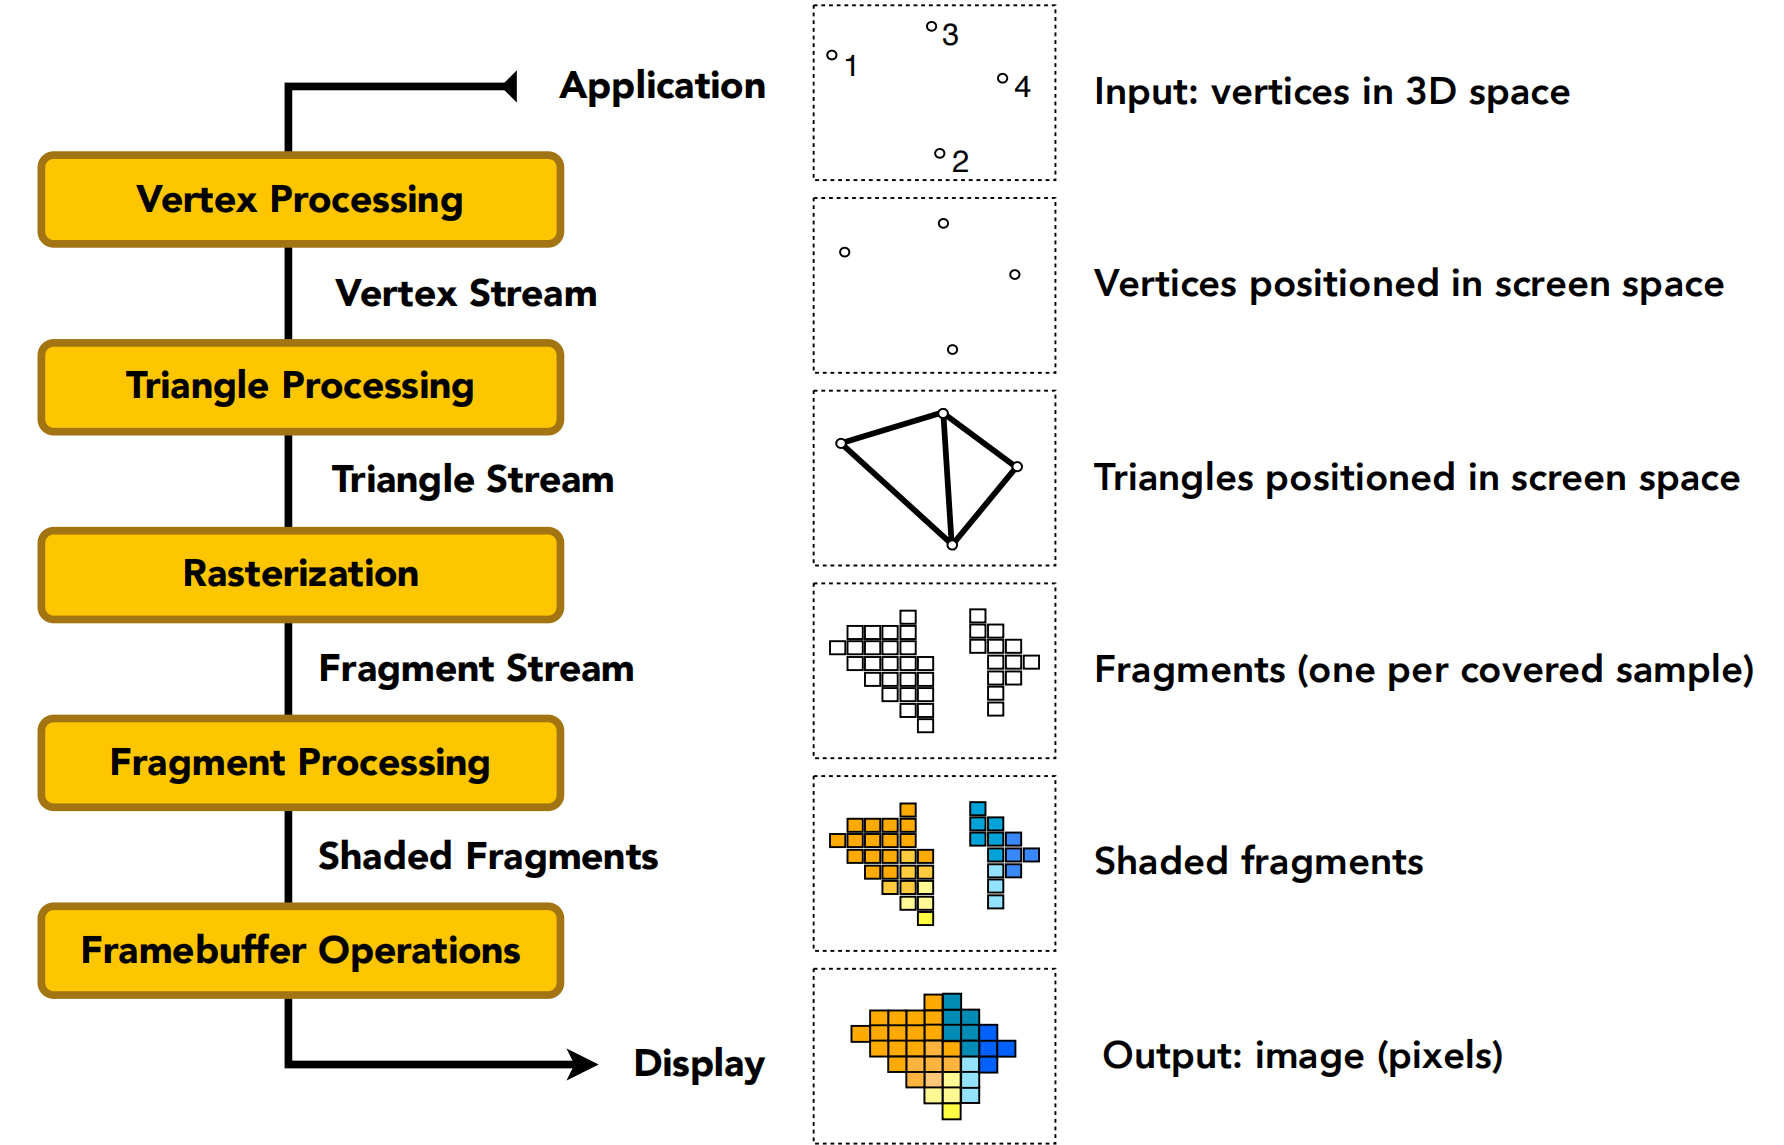 Application
3
1
4
2
Input: vertices in 3D space
Vertex Processing
Vertex Stream
Vertices positioned in screen space
Triangle Processing
Triangle Stream
Triangles positioned in screen space
Rasterization
Fragment Stream
Fragments (one per covered sample)
Fragment Processing
Shaded Fragments
Shaded fragments
Framebuffer Operations
Display
Output: image (pixels)